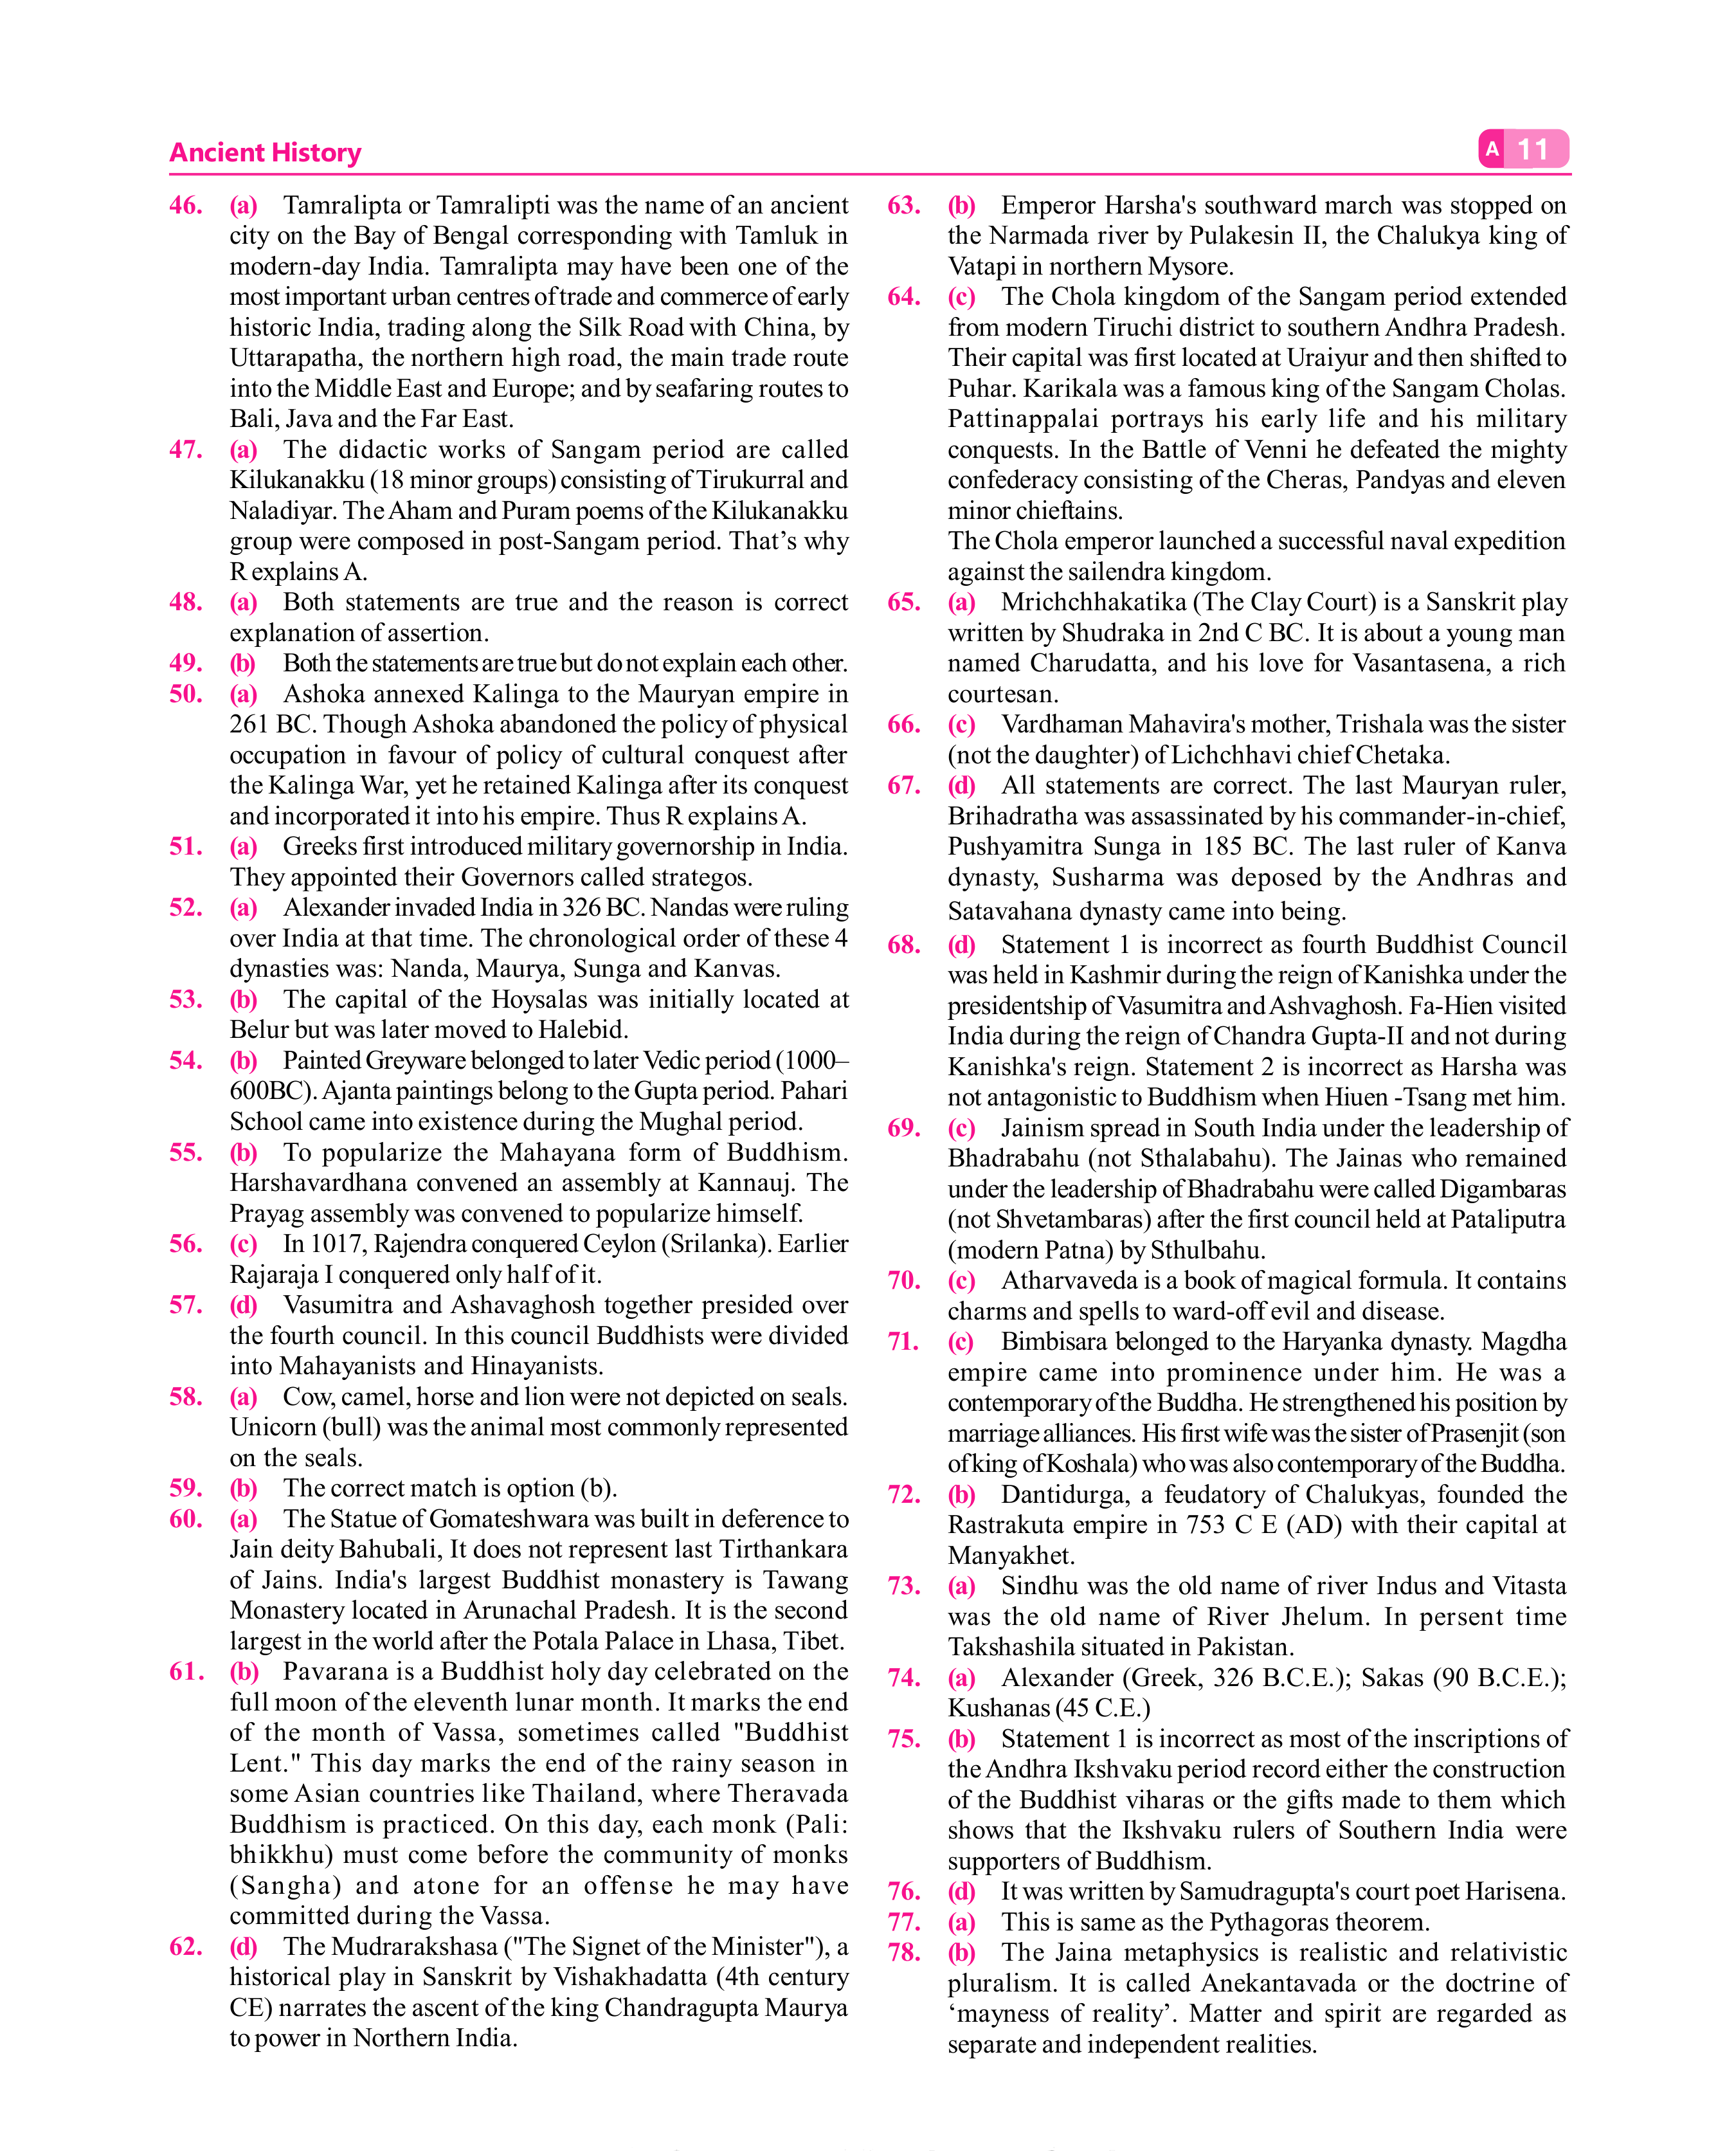 Ancient History
A 11
46. (a) Tamralipta or Tamralipti was the name of an ancient
city on the Bay of Bengal corresponding with Tamluk in
modern-day India. Tamralipta may have been one of the
most important urban centres of trade and commerce of early
historic India, trading along the Silk Road with China, by
Uttarapatha, the northern high road, the main trade route
into the Middle East and Europe; and by seafaring routes to
Bali, Java and the Far East.
47. (a) The didactic works of Sangam period are called
Kilukanakku (18 minor groups) consisting of Tirukurral and
Naladiyar. The Aham and Puram poems of the Kilukanakku
group were composed in post-Sangam period. That’s why
R explains A.
48. (a) Both statements are true and the reason is correct
explanation of assertion.
49. (b) Both the statements are true but do not explain each other.
50. (a) Ashoka annexed Kalinga to the Mauryan empire in
261 BC. Though Ashoka abandoned the policy of physical
occupation in favour of policy of cultural conquest after
the Kalinga War, yet he retained Kalinga after its conquest
and incorporated it into his empire. Thus R explains A.
51. (a) Greeks first introduced military governorship in India.
They appointed their Governors called strategos.
52. (a) Alexander invaded India in 326 BC. Nandas were ruling
over India at that time. The chronological order of these 4
dynasties was: Nanda, Maurya, Sunga and Kanvas.
53. (b) The capital of the Hoysalas was initially located at
Belur but was later moved to Halebid.
54. (b) Painted Greyware belonged to later Vedic period (1000–
600BC). Ajanta paintings belong to the Gupta period. Pahari
School came into existence during the Mughal period.
55. (b) To popularize the Mahayana form of Buddhism.
Harshavardhana convened an assembly at Kannauj. The
Prayag assembly was convened to popularize himself.
56. (c) In 1017, Rajendra conquered Ceylon (Srilanka). Earlier
Rajaraja I conquered only half of it.
57. (d) Vasumitra and Ashavaghosh together presided over
the fourth council. In this council Buddhists were divided
into Mahayanists and Hinayanists.
58. (a) Cow, camel, horse and lion were not depicted on seals.
Unicorn (bull) was the animal most commonly represented
on the seals.
59. (b) The correct match is option (b).
60. (a) The Statue of Gomateshwara was built in deference to
Jain deity Bahubali, It does not represent last Tirthankara
of Jains. India's largest Buddhist monastery is Tawang
Monastery located in Arunachal Pradesh. It is the second
largest in the world after the Potala Palace in Lhasa, Tibet.
61. (b) Pavarana is a Buddhist holy day celebrated on the
full moon of the eleventh lunar month. It marks the end
of the month of Vassa, sometimes called "Buddhist
Lent." This day marks the end of the rainy season in
some Asian countries like Thailand, where Theravada
Buddhism is practiced. On this day, each monk (Pali:
bhikkhu) must come before the community of monks
(Sangha) and atone for an offense he may have
committed during the Vassa.
62. (d) The Mudrarakshasa ("The Signet of the Minister"), a
historical play in Sanskrit by Vishakhadatta (4th century
CE) narrates the ascent of the king Chandragupta Maurya
to power in Northern India.
63. (b) Emperor Harsha's southward march was stopped on
the Narmada river by Pulakesin II, the Chalukya king of
Vatapi in northern Mysore.
64. (c) The Chola kingdom of the Sangam period extended
from modern Tiruchi district to southern Andhra Pradesh.
Their capital was first located at Uraiyur and then shifted to
Puhar. Karikala was a famous king of the Sangam Cholas.
Pattinappalai portrays his early life and his military
conquests. In the Battle of Venni he defeated the mighty
confederacy consisting of the Cheras, Pandyas and eleven
minor chieftains.
The Chola emperor launched a successful naval expedition
against the sailendra kingdom.
65. (a) Mrichchhakatika (The Clay Court) is a Sanskrit play
written by Shudraka in 2nd C BC. It is about a young man
named Charudatta, and his love for Vasantasena, a rich
courtesan.
66. (c) Vardhaman Mahavira's mother, Trishala was the sister
(not the daughter) of Lichchhavi chief Chetaka.
67. (d) All statements are correct. The last Mauryan ruler,
Brihadratha was assassinated by his commander-in-chief,
Pushyamitra Sunga in 185 BC. The last ruler of Kanva
dynasty, Susharma was deposed by the Andhras and
Satavahana dynasty came into being.
68. (d) Statement 1 is incorrect as fourth Buddhist Council
was held in Kashmir during the reign of Kanishka under the
presidentship of Vasumitra and Ashvaghosh. Fa-Hien visited
India during the reign of Chandra Gupta-II and not during
Kanishka's reign. Statement 2 is incorrect as Harsha was
not antagonistic to Buddhism when Hiuen -Tsang met him.
69. (c) Jainism spread in South India under the leadership of
Bhadrabahu (not Sthalabahu). The Jainas who remained
under the leadership of Bhadrabahu were called Digambaras
(not Shvetambaras) after the first council held at Pataliputra
(modern Patna) by Sthulbahu.
70. (c) Atharvaveda is a book of magical formula. It contains
charms and spells to ward-off evil and disease.
71. (c) Bimbisara belonged to the Haryanka dynasty. Magdha
empire came into prominence under him. He was a
contemporary of the Buddha. He strengthened his position by
marriage alliances. His first wife was the sister of Prasenjit (son
of king of Koshala) who was also contemporary of the Buddha.
72. (b) Dantidurga, a feudatory of Chalukyas, founded the
Rastrakuta empire in 753 C E (AD) with their capital at
Manyakhet.
73. (a) Sindhu was the old name of river Indus and Vitasta
was the old name of River Jhelum. In persent time
Takshashila situated in Pakistan.
74. (a) Alexander (Greek, 326 B.C.E.); Sakas (90 B.C.E.);
Kushanas (45 C.E.)
75. (b) Statement 1 is incorrect as most of the inscriptions of
the Andhra Ikshvaku period record either the construction
of the Buddhist viharas or the gifts made to them which
shows that the Ikshvaku rulers of Southern India were
supporters of Buddhism.
76. (d) It was written by Samudragupta's court poet Harisena.
77. (a) This is same as the Pythagoras theorem.
78. (b) The Jaina metaphysics is realistic and relativistic
pluralism. It is called Anekantavada or the doctrine of
‘mayness of reality’. Matter and spirit are regarded as
separate and independent realities.